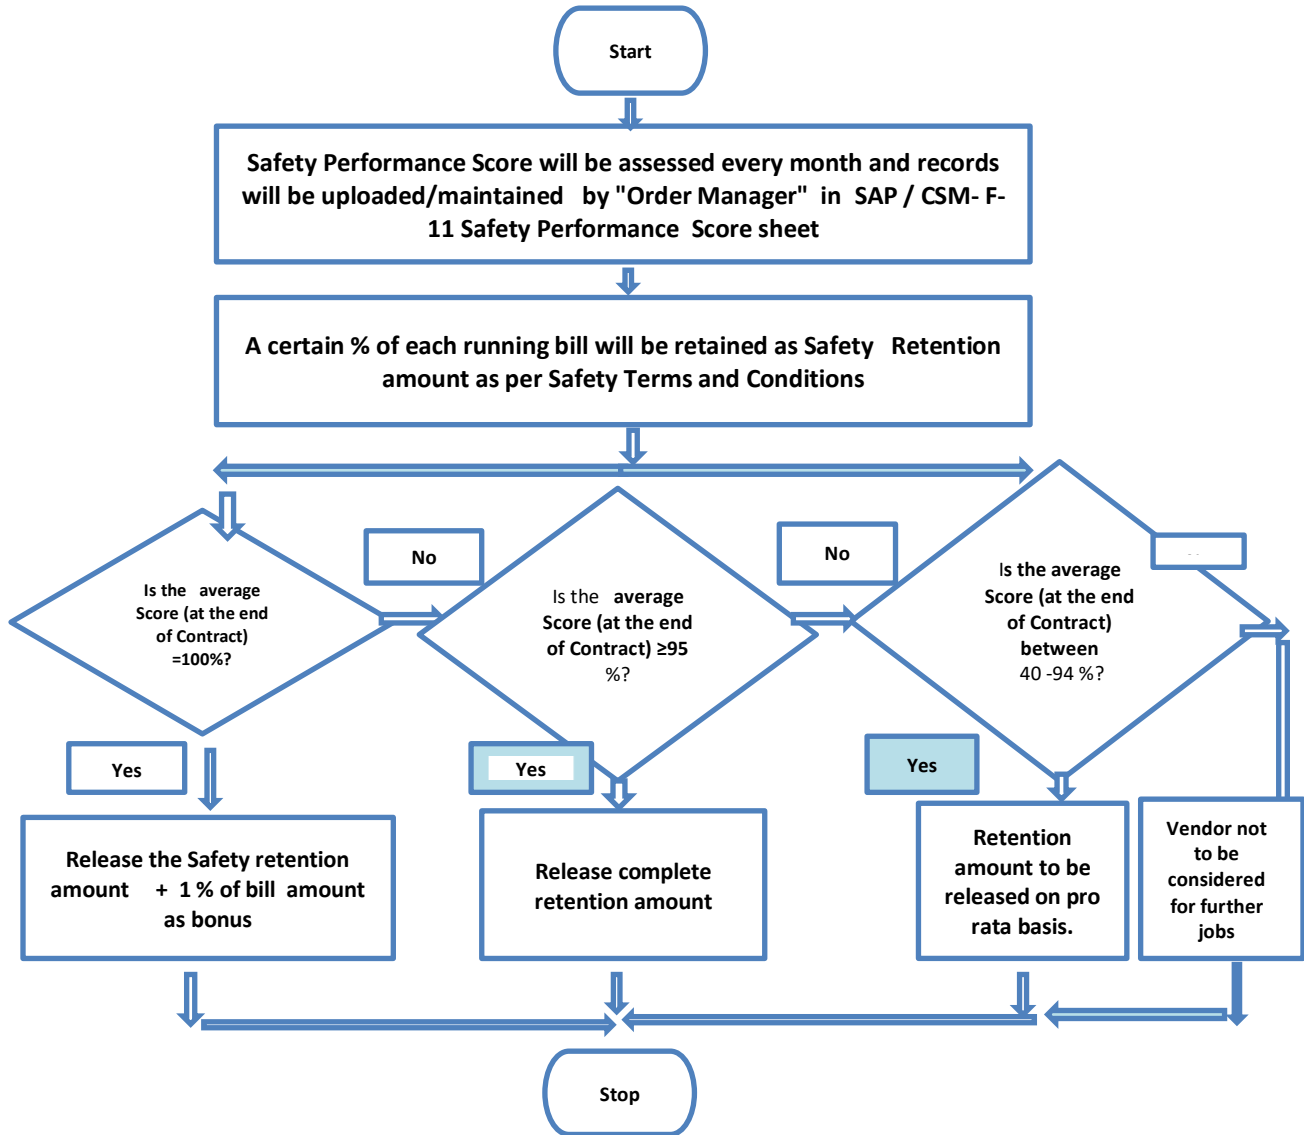 Start
Safety Performance Score will be assessed every month and records
will be uploaded/maintained by "Order Manager" in SAP / CSM- F-
11 Safety Performance Score sheet
A certain % of each running bill will be retained as Safety Retention
amount as per Safety Terms and Conditions
Is the average
Score (at the end
of Contract)
=100%?
No
Is the average
Score (at the end
of Contract) ≥95
%?
No
Is the average
Score (at the end
of Contract)
between
40 -94 %?
Yes
Yes
Yes
Release the Safety retention
amount + 1 % of bill amount
as bonus
Release complete
retention amount
Retention
amount to be
released on pro
rata basis.
Vendor not
to be
considered
for further
jobs
Stop